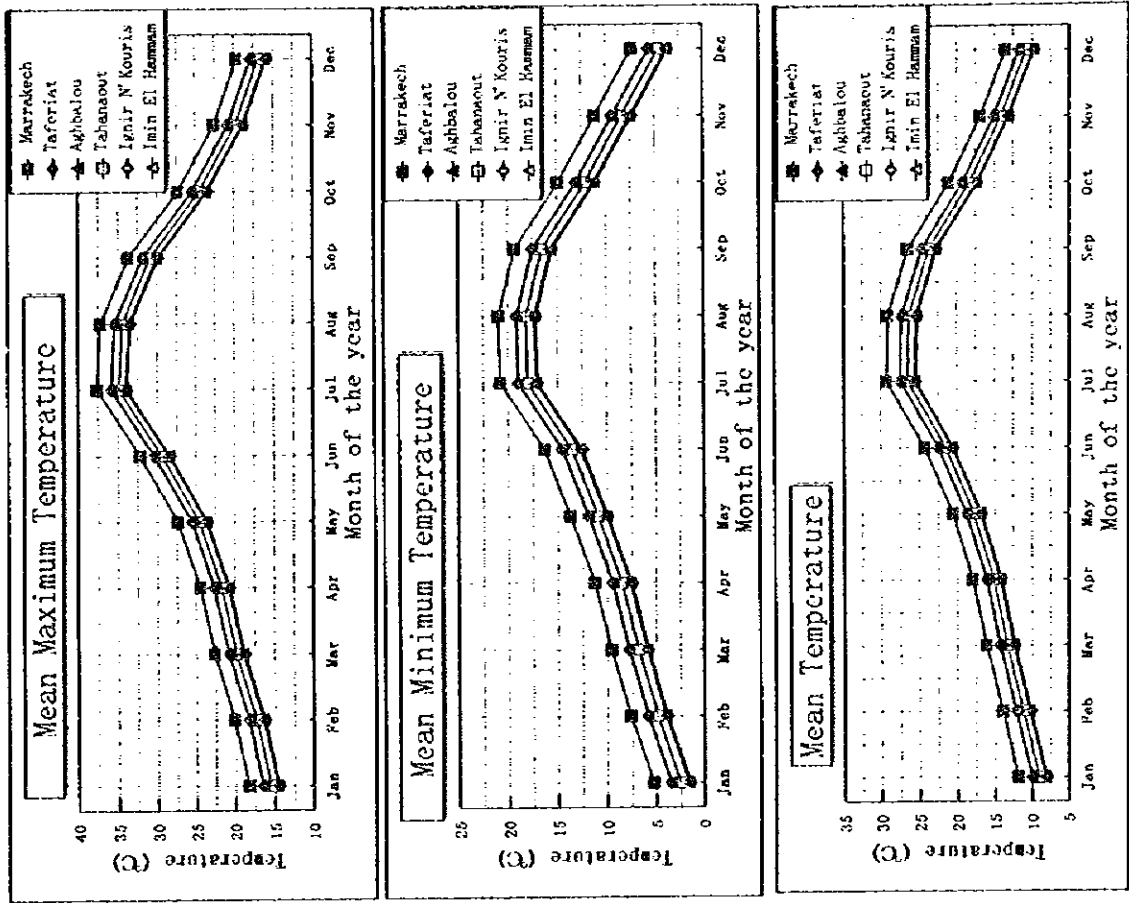 Mean Maximum Temperature
Marrakech
Taferiat
Aghbalou
Tahanaout
Ignir N' Kouris
Imin El Hammam
Temperature (℃)
40
35
30
25
20
15
10
Jan Feb Mar Apr May Jun Jul Aug Sep Oct Nov Dec
Month of the year
Mean Minimum Temperature
Marrakech
Taferiat
Aghbalou
Tahanaout
Ignir N' Kouris
Imin El Hammam
Temperature (℃)
25
20
15
10
5
0
Jan Feb Mar Apr May Jun Jul Aug Sep Oct Nov Dec
Month of the year
Mean Temperature
Marrakech
Taferiat
Aghbalou
Tahanaout
Ignir N' Kouris
Imin El Hammam
Temperature (℃)
35
30
25
20
15
10
5
Jan Feb Mar Apr May Jun Jul Aug Sep Oct Nov Dec
Month of the year